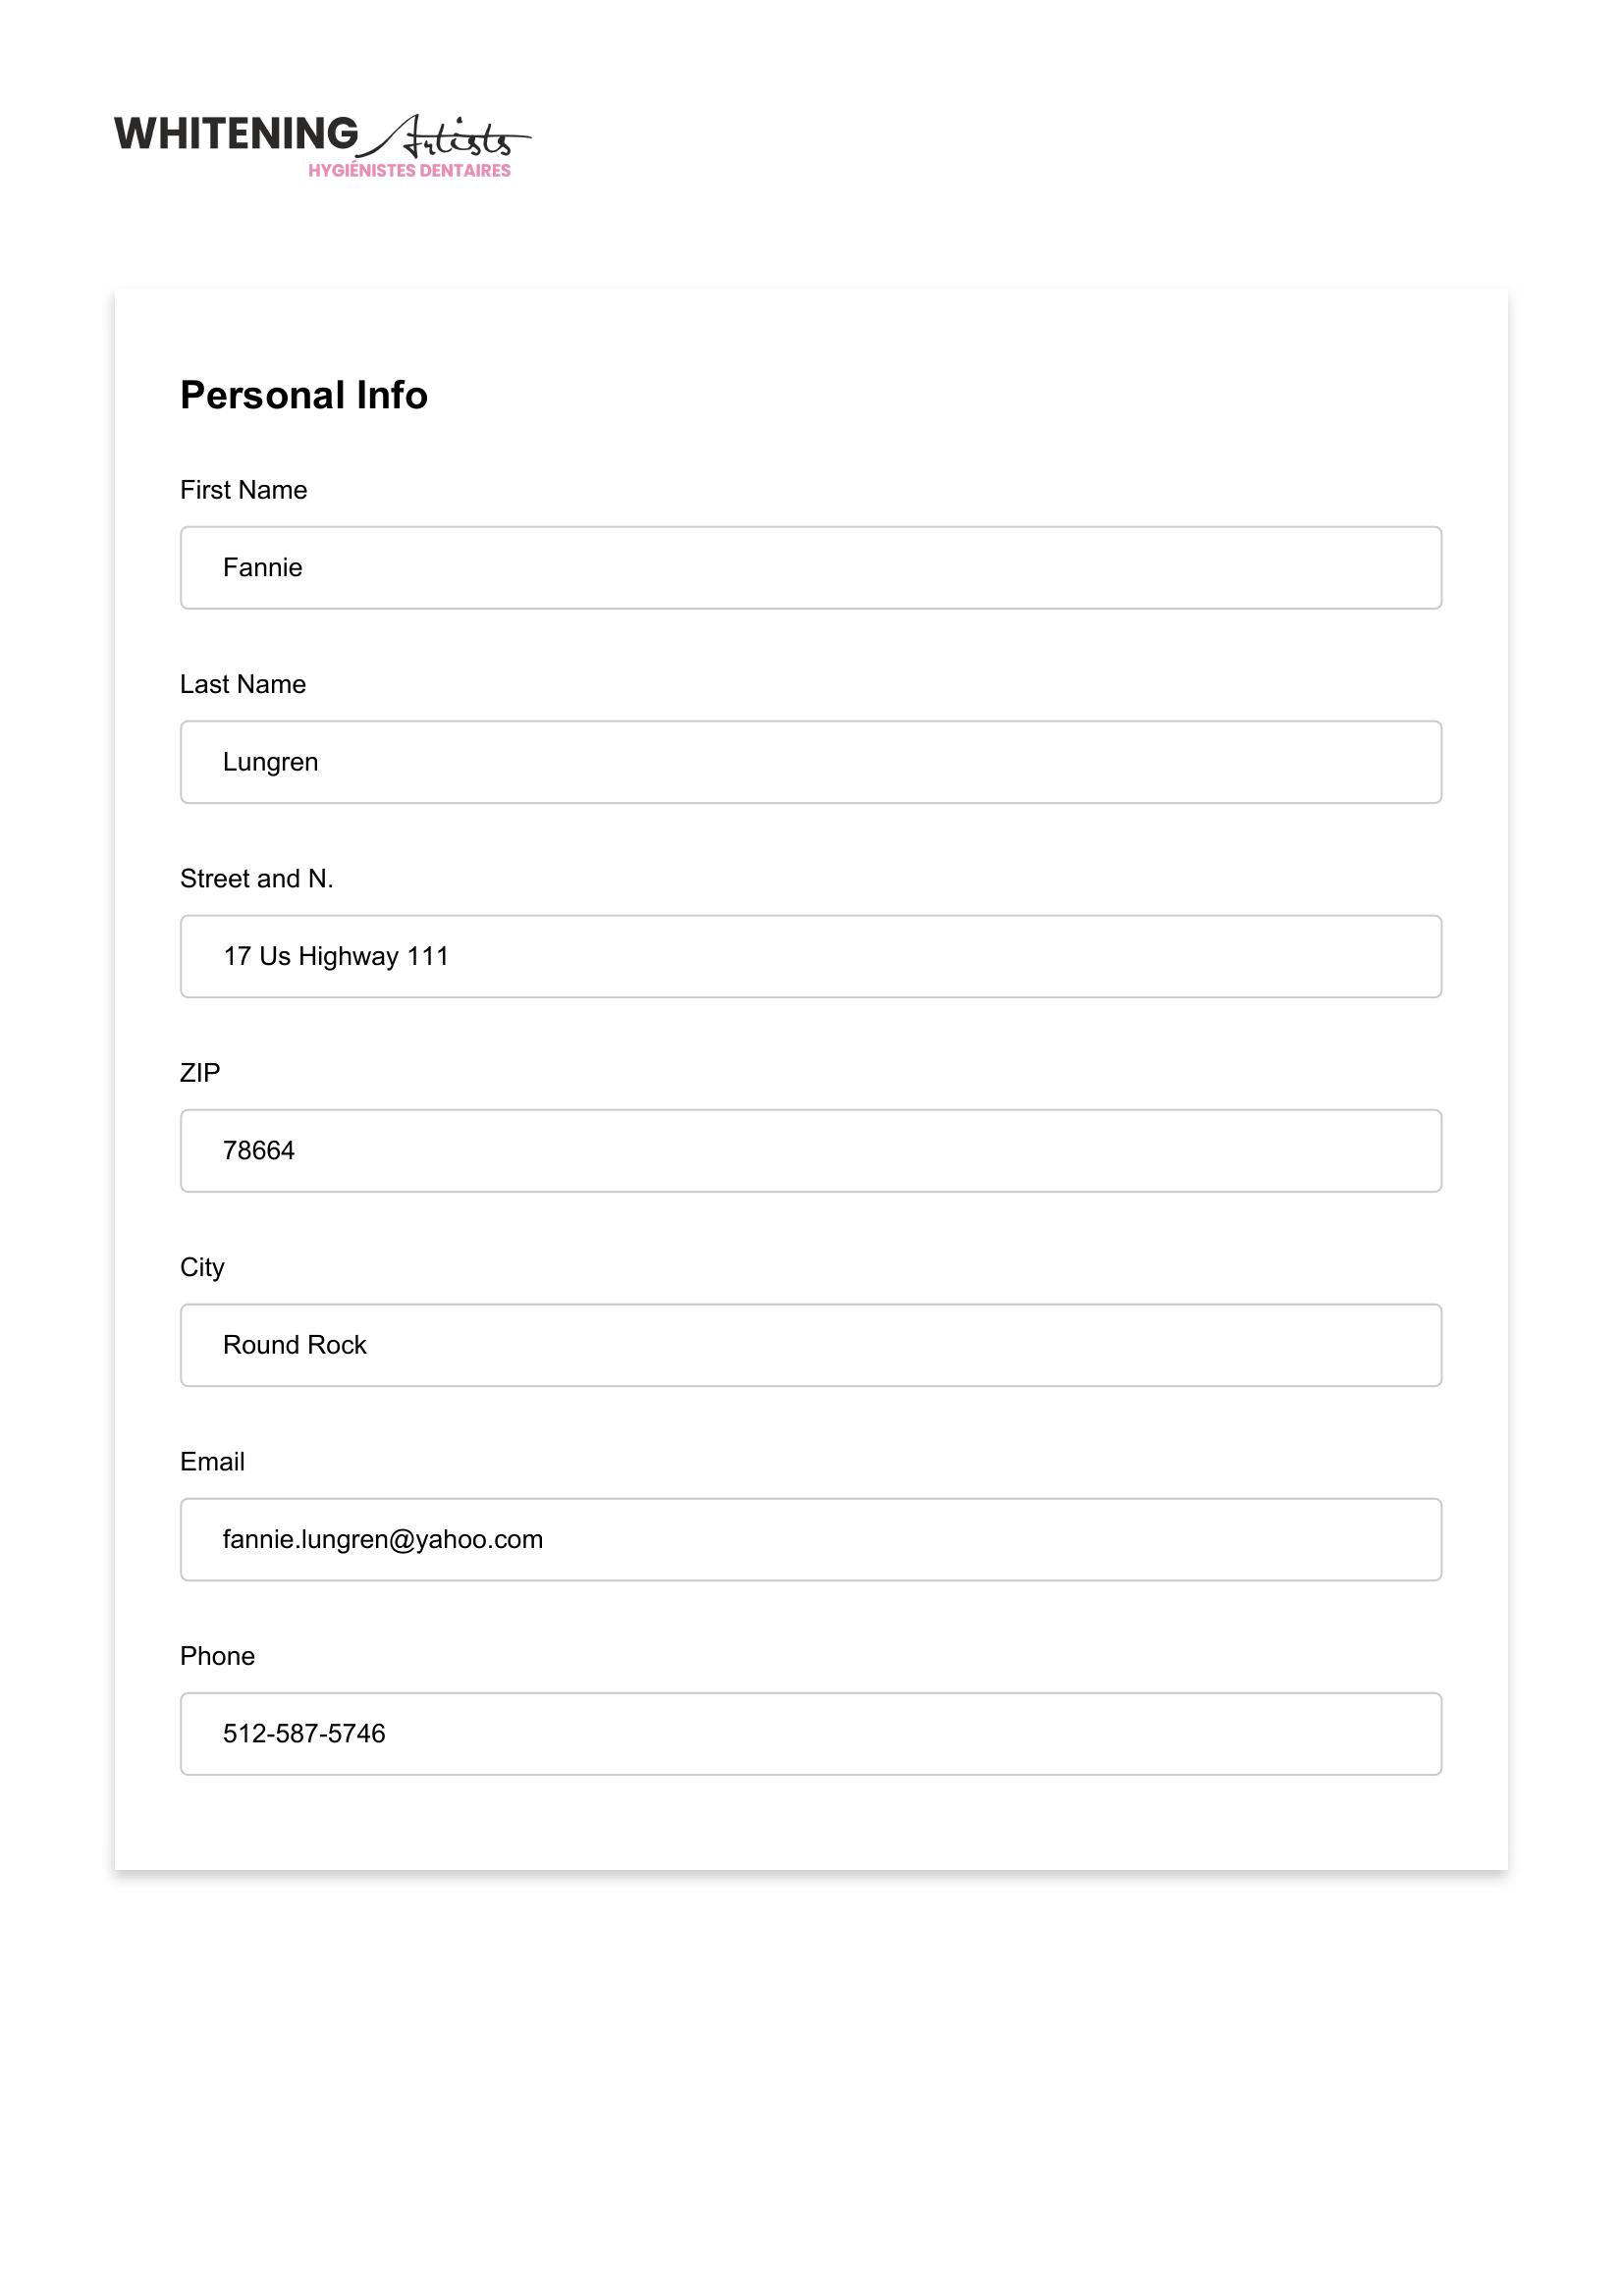 WHITENING Artists
HYGIÉNISTES DENTAIRES
Personal Info
First Name
Fannie
Last Name
Lungren
Street and N.
17 Us Highway 111
ZIP
78664
City
Round Rock
Email
fannie.lungren@yahoo.com
Phone
512-587-5746